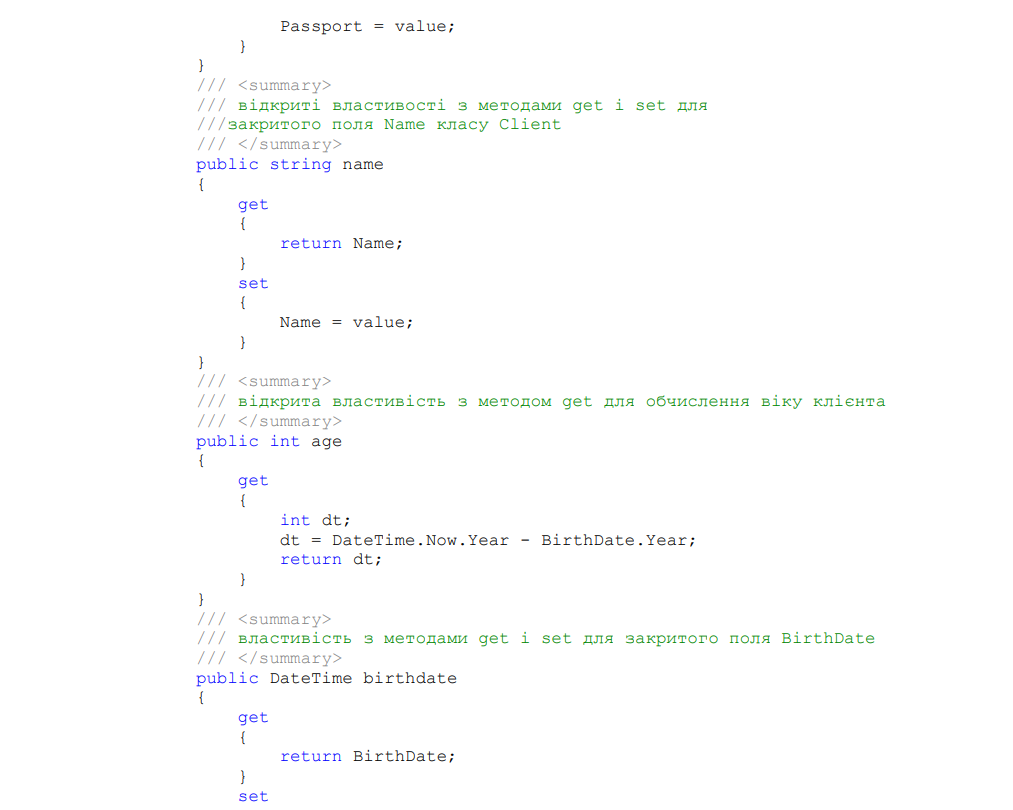 Passport = value;
        }
    }
    /// <summary>
    /// відкриті властивості з методами get і set для
    ///закритого поля Name класу Client
    /// </summary>
    public string name
    {
        get
        {
            return Name;
        }
        set
        {
            Name = value;
        }
    }
    /// <summary>
    /// відкрита властивість з методом get для обчислення віку клієнта
    /// </summary>
    public int age
    {
        get
        {
            int dt;
            dt = DateTime.Now.Year - BirthDate.Year;
            return dt;
        }
    }
    /// <summary>
    /// властивість з методами get і set для закритого поля BirthDate
    /// </summary>
    public DateTime birthdate
    {
        get
        {
            return BirthDate;
        }
        set